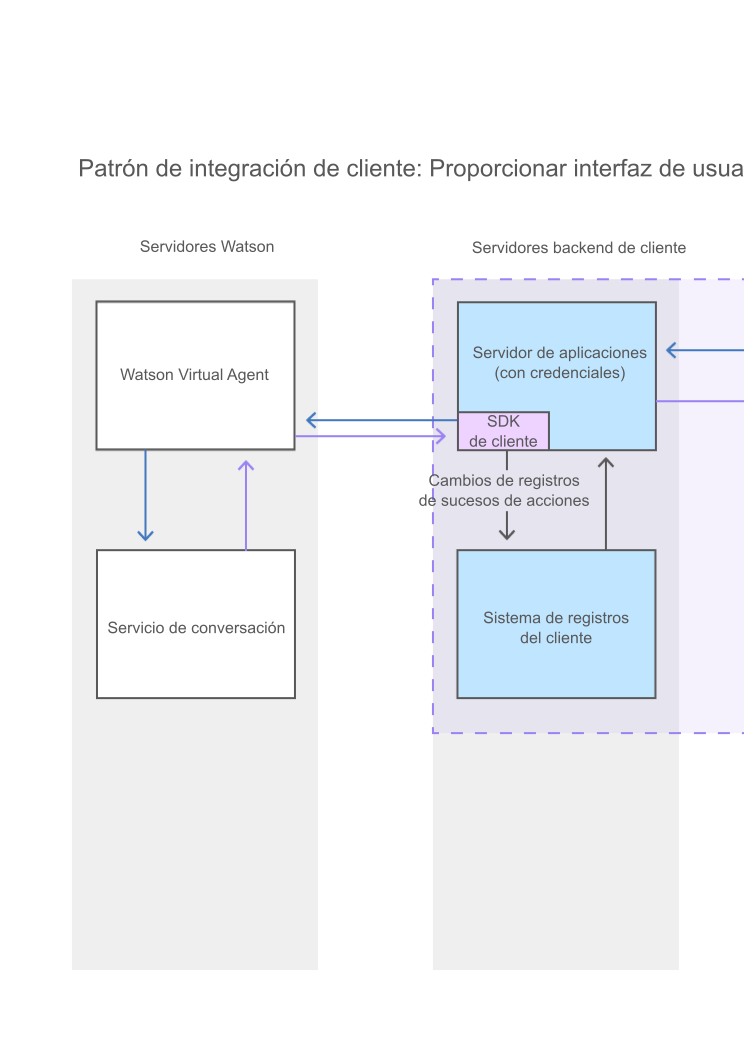 Patrón de integración de cliente: Proporcionar interfaz de usua
Servidores Watson
Servidores backend de cliente
Watson Virtual Agent
Servidor de aplicaciones
(con credenciales)
SDK
de cliente
Cambios de registros
de sucesos de acciones
Servicio de conversación
Sistema de registros
del cliente